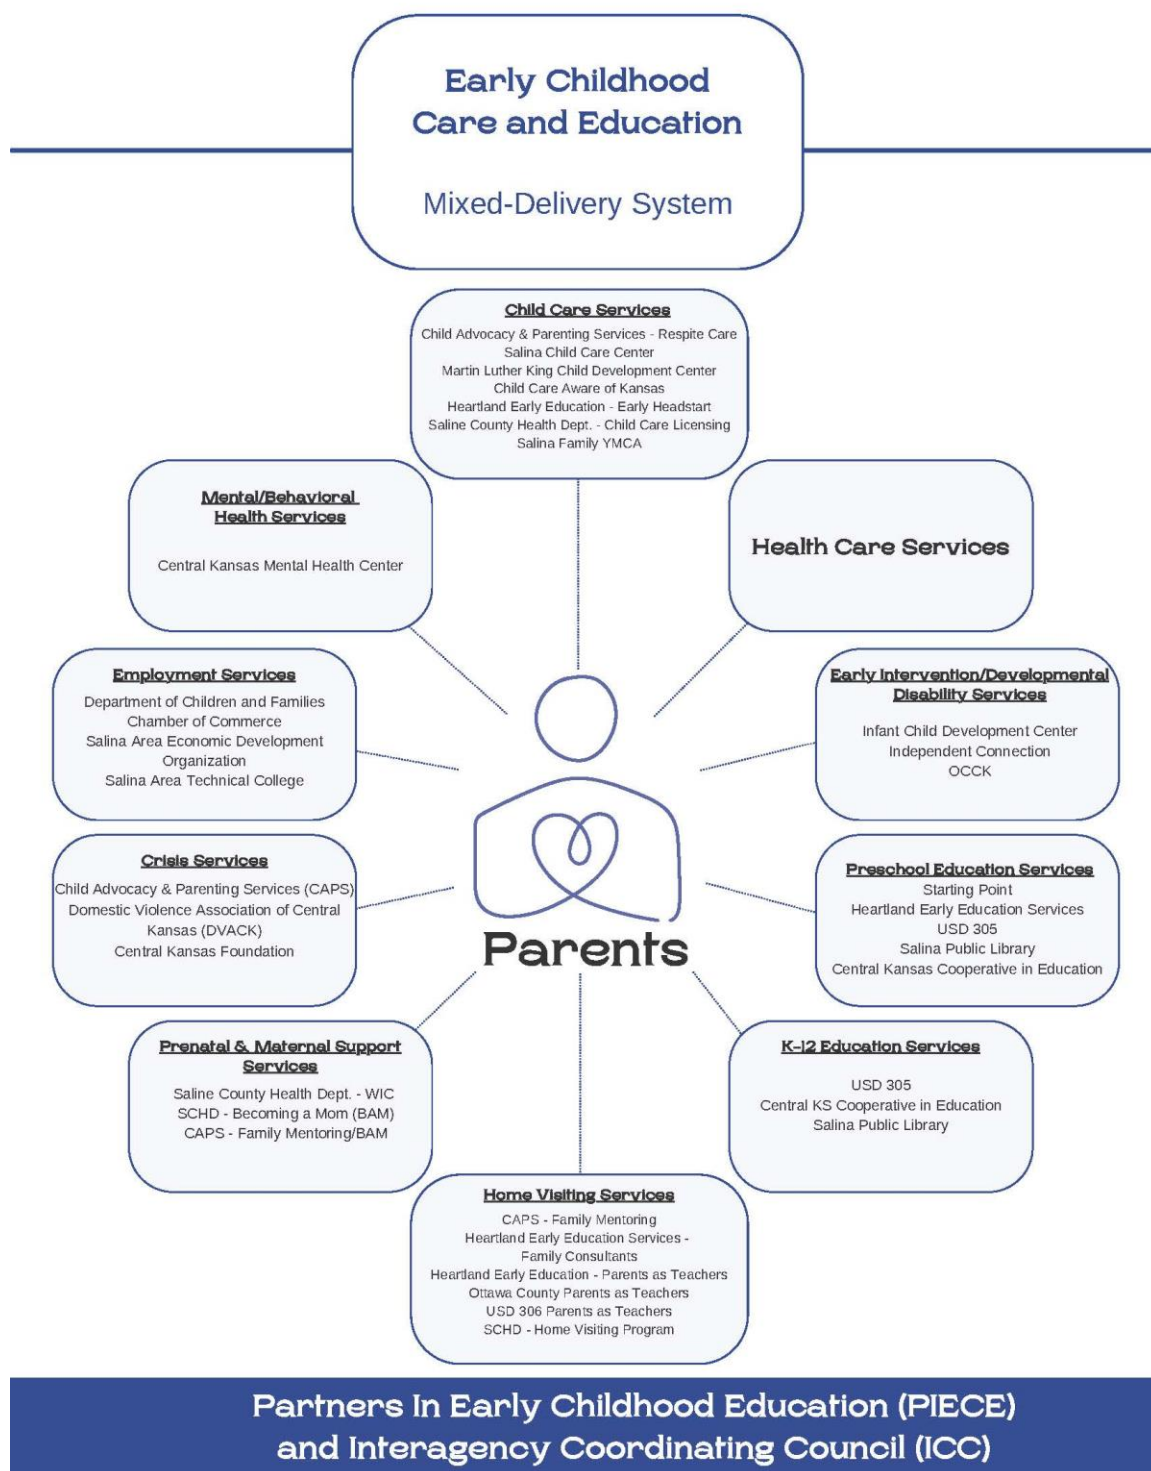 Early Childhood
Care and Education
Mixed-Delivery System
Child Care Services
Child Advocacy & Parenting Services - Respite Care
Salina Child Care Center
Martin Luther King Child Development Center
Child Care Aware of Kansas
Heartland Early Education - Early Headstart
Saline County Health Dept. - Child Care Licensing
Salina Family YMCA
Mental/Behavioral
Health Services
Central Kansas Mental Health Center
Health Care Services
Employment Services
Department of Children and Families
Chamber of Commerce
Salina Area Economic Development
Organization
Salina Area Technical College
Early Intervention/Developmental
Disability Services
Infant Child Development Center
Independent Connection
OCCK
Crisis Services
Child Advocacy & Parenting Services (CAPS)
Domestic Violence Association of Central
Kansas (DVACK)
Central Kansas Foundation
Parents
Preschool Education Services
Starting Point
Heartland Early Education Services
USD 305
Salina Public Library
Central Kansas Cooperative in Education
Prenatal & Maternal Support
Services
Saline County Health Dept. - WIC
SCHD - Becoming a Mom (BAM)
CAPS - Family Mentoring/BAM
K-12 Education Services
USD 305
Central KS Cooperative in Education
Salina Public Library
Home Visiting Services
CAPS - Family Mentoring
Heartland Early Education Services -
Family Consultants
Heartland Early Education - Parents as Teachers
Ottawa County Parents as Teachers
USD 306 Parents as Teachers
SCHD - Home Visiting Program
Partners In Early Childhood Education (PIECE)
and Interagency Coordinating Council (ICC)